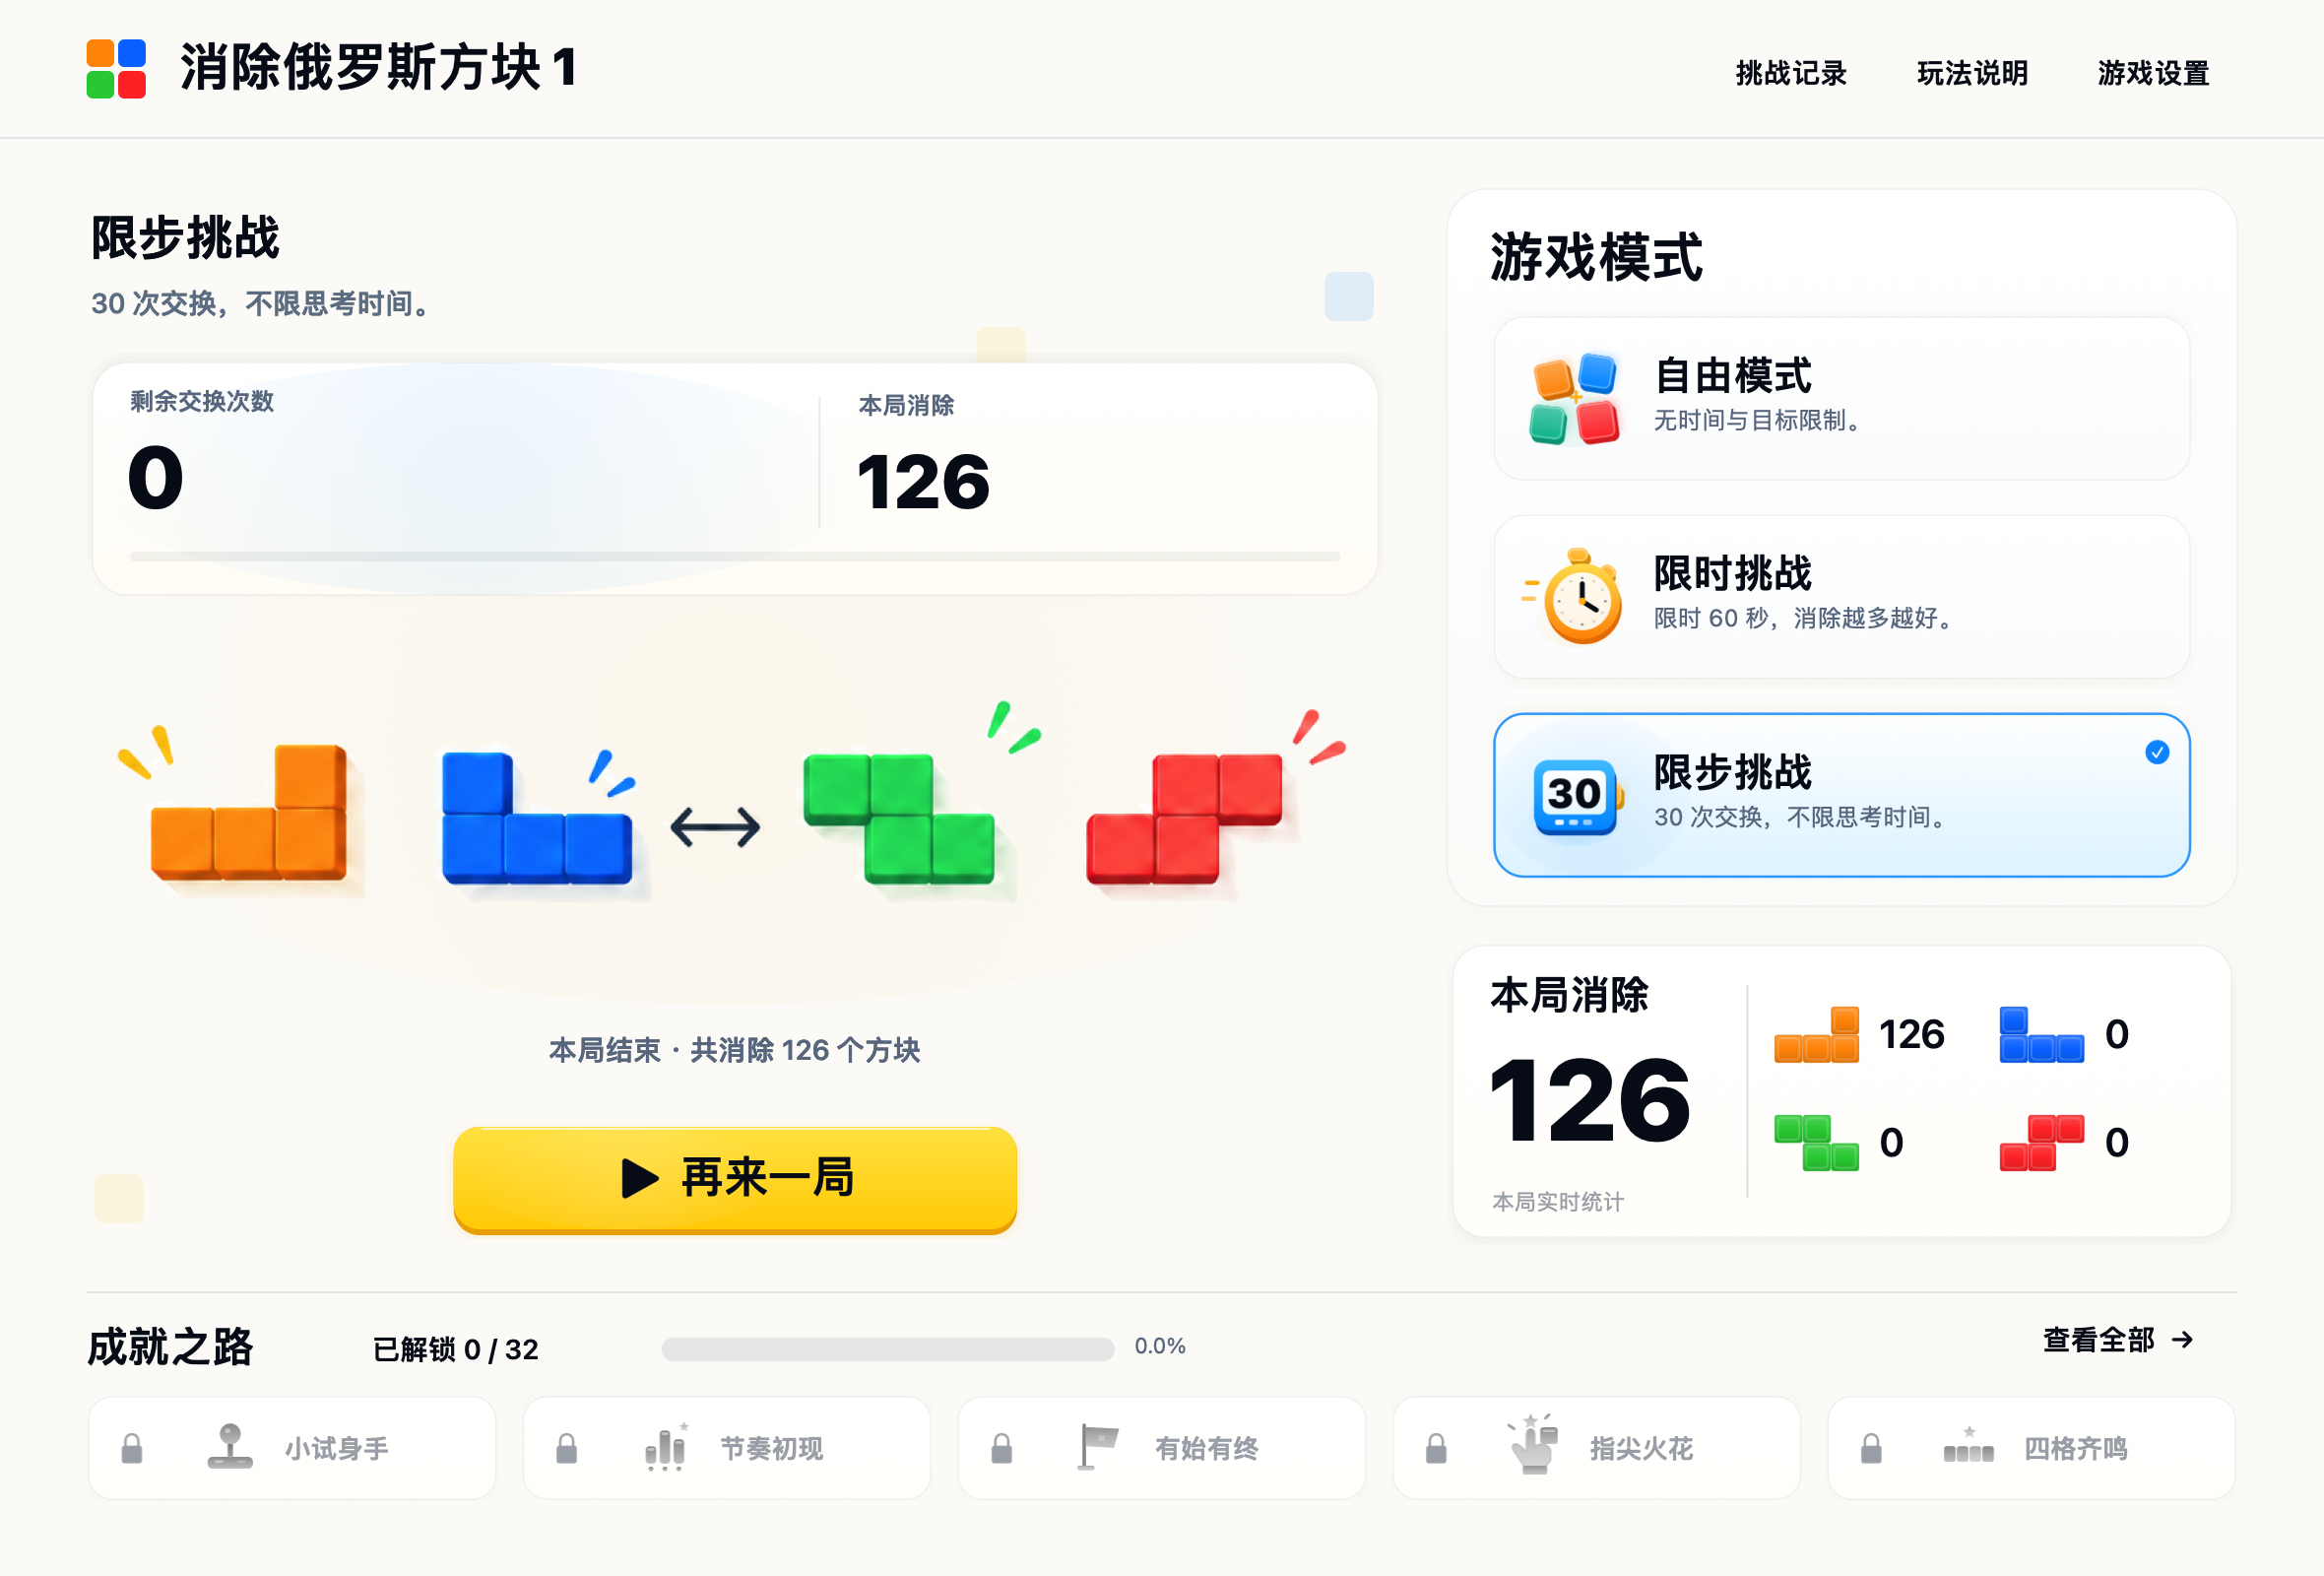 消除俄罗斯方块 1
挑战记录
玩法说明
游戏设置
限步挑战
30 次交换，不限思考时间。
剩余交换次数
0
本局消除
126
本局结束 · 共消除 126 个方块
再来一局
游戏模式
自由模式
无时间与目标限制。
限时挑战
限时 60 秒，消除越多越好。
30
限步挑战
30 次交换，不限思考时间。
本局消除
126
本局实时统计
126
0
0
0
成就之路
已解锁 0 / 32
0.0%
查看全部 →
小试身手
节奏初现
有始有终
指尖火花
四格齐鸣